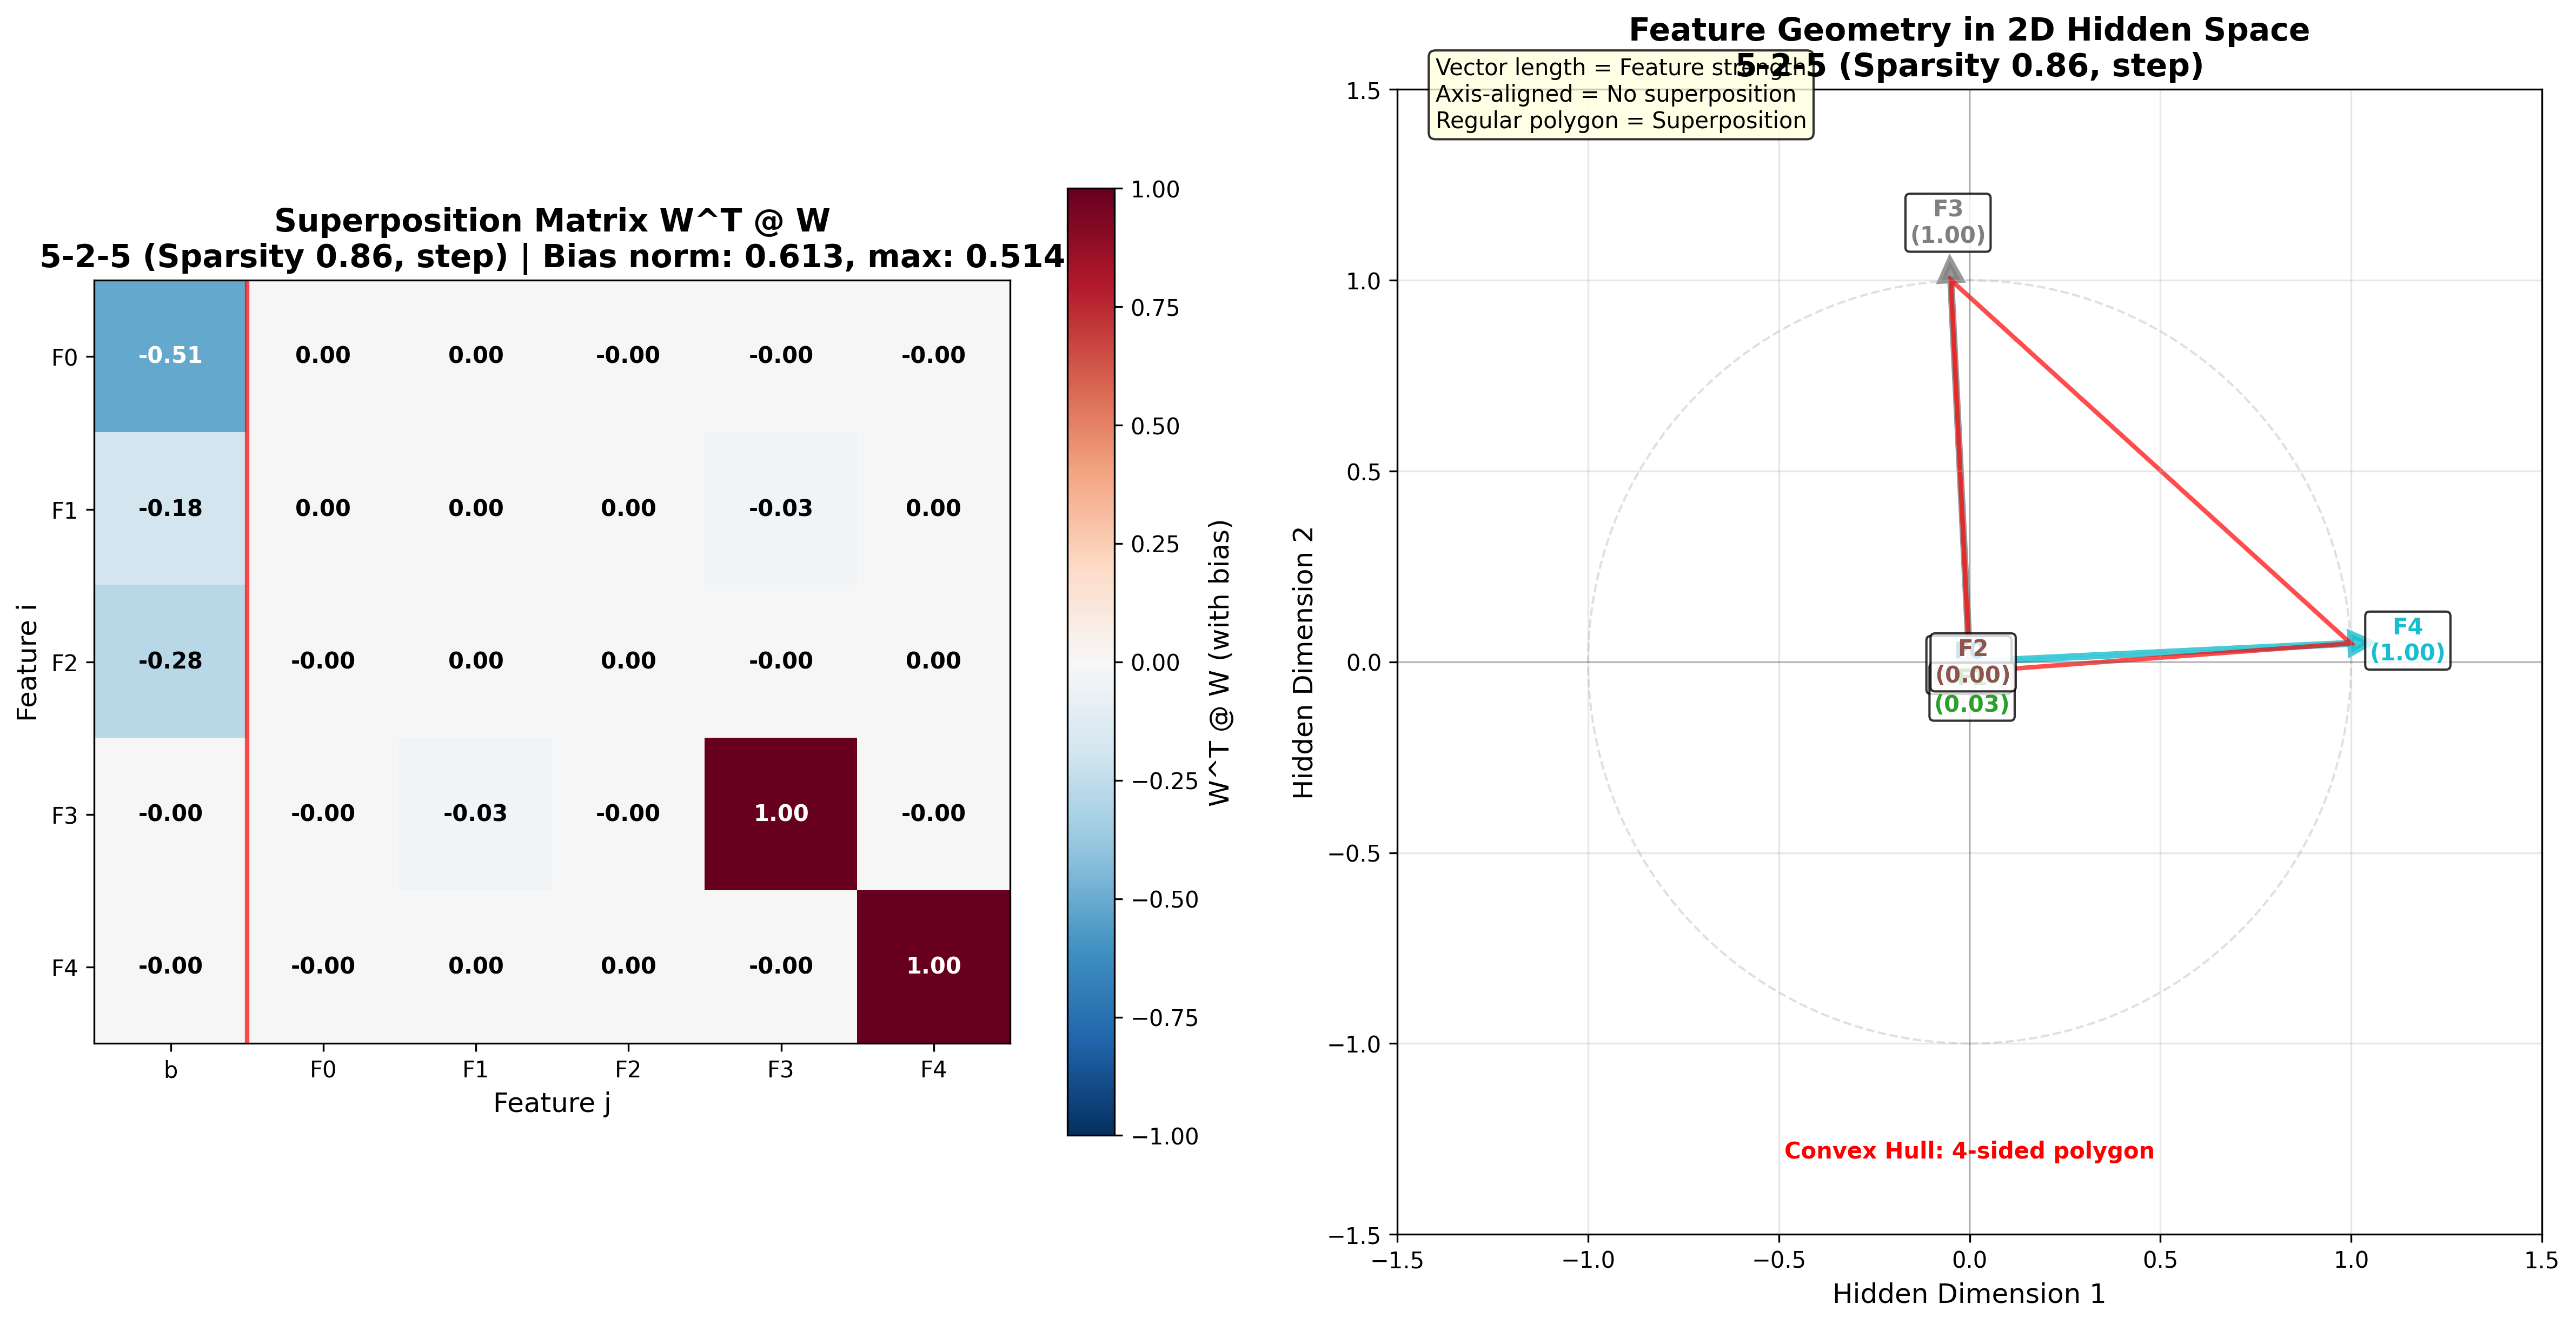 Superposition Matrix W^T @ W
5-2-5 (Sparsity 0.86, step) | Bias norm: 0.613, max: 0.514
Feature i
F0
F1
F2
F3
F4
-0.51 0.00 0.00 -0.00 -0.00 -0.00
-0.18 0.00 0.00 0.00 -0.03 0.00
-0.28 -0.00 0.00 0.00 -0.00 0.00
-0.00 -0.00 -0.03 -0.00 1.00 -0.00
-0.00 -0.00 0.00 0.00 -0.00 1.00
b F0 F1 F2 F3 F4
Feature j
1.00
0.75
0.50
0.25
0.00
−0.25
−0.50
−0.75
−1.00
W^T @ W (with bias)
Feature Geometry in 2D Hidden Space
5-2-5 (Sparsity 0.86, step)
Vector length = Feature strength
Axis-aligned = No superposition
Regular polygon = Superposition
F3
(1.00)
F4
(1.00)
F2
(0.00)
(0.03)
Convex Hull: 4-sided polygon
Hidden Dimension 2
1.5
1.0
0.5
0.0
−0.5
−1.0
−1.5
−1.5 −1.0 −0.5 0.0 0.5 1.0 1.5
Hidden Dimension 1